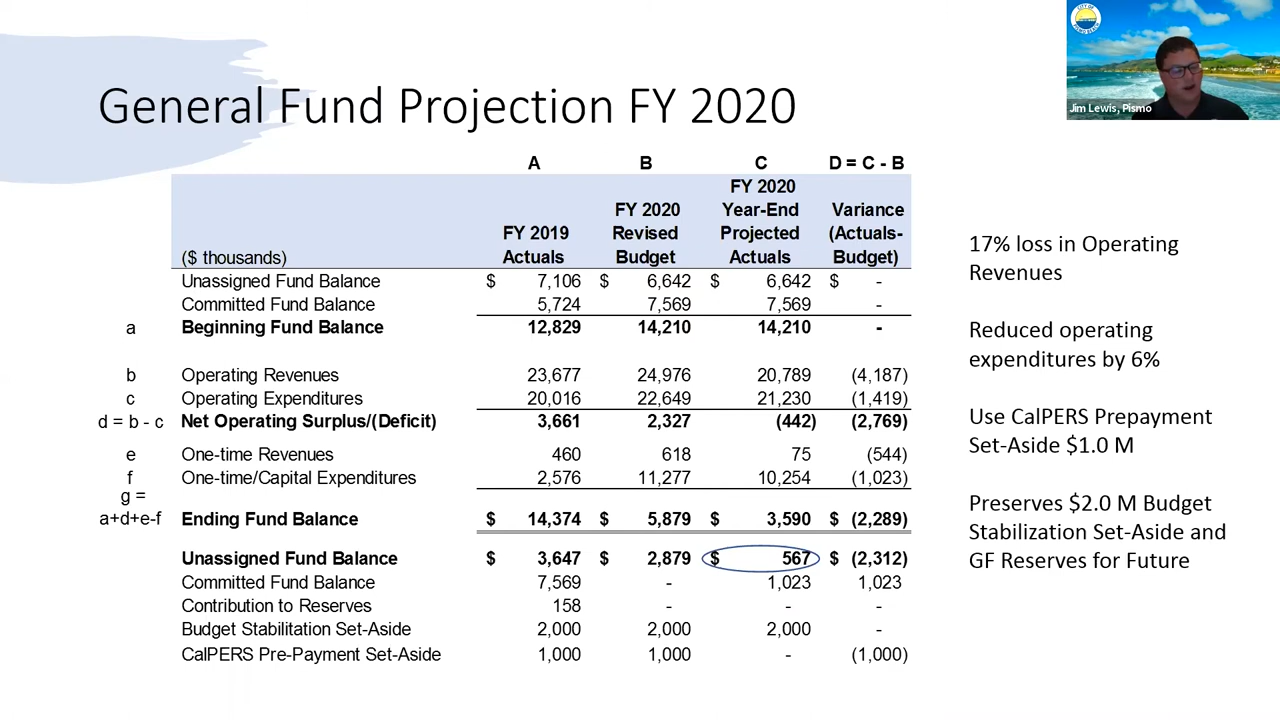 CITY OF
PISMO BEACH
Jim Lewis, Pismo
General Fund Projection FY 2020
A B C D = C - B
FY 2020
FY 2020 Year-End Variance
FY 2019 Revised Projected (Actuals-
($ thousands) Actuals Budget Actuals Budget)
Unassigned Fund Balance $ 7,106 $ 6,642 $ 6,642 $ -
Committed Fund Balance 5,724 7,569 7,569 -
a Beginning Fund Balance 12,829 14,210 14,210 -
b Operating Revenues 23,677 24,976 20,789 (4,187)
c Operating Expenditures 20,016 22,649 21,230 (1,419)
d = b - c Net Operating Surplus/(Deficit) 3,661 2,327 (442) (2,769)
e One-time Revenues 460 618 75 (544)
f One-time/Capital Expenditures 2,576 11,277 10,254 (1,023)
g =
a+d+e-f Ending Fund Balance $ 14,374 $ 5,879 $ 3,590 $ (2,289)
Unassigned Fund Balance $ 3,647 $ 2,879 $ 567 $ (2,312)
Committed Fund Balance 7,569 - 1,023 1,023
Contribution to Reserves 158 - - -
Budget Stabilitation Set-Aside 2,000 2,000 2,000 -
CalPERS Pre-Payment Set-Aside 1,000 1,000 - (1,000)
17% loss in Operating
Revenues
Reduced operating
expenditures by 6%
Use CalPERS Prepayment
Set-Aside $1.0 M
Preserves $2.0 M Budget
Stabilization Set-Aside and
GF Reserves for Future